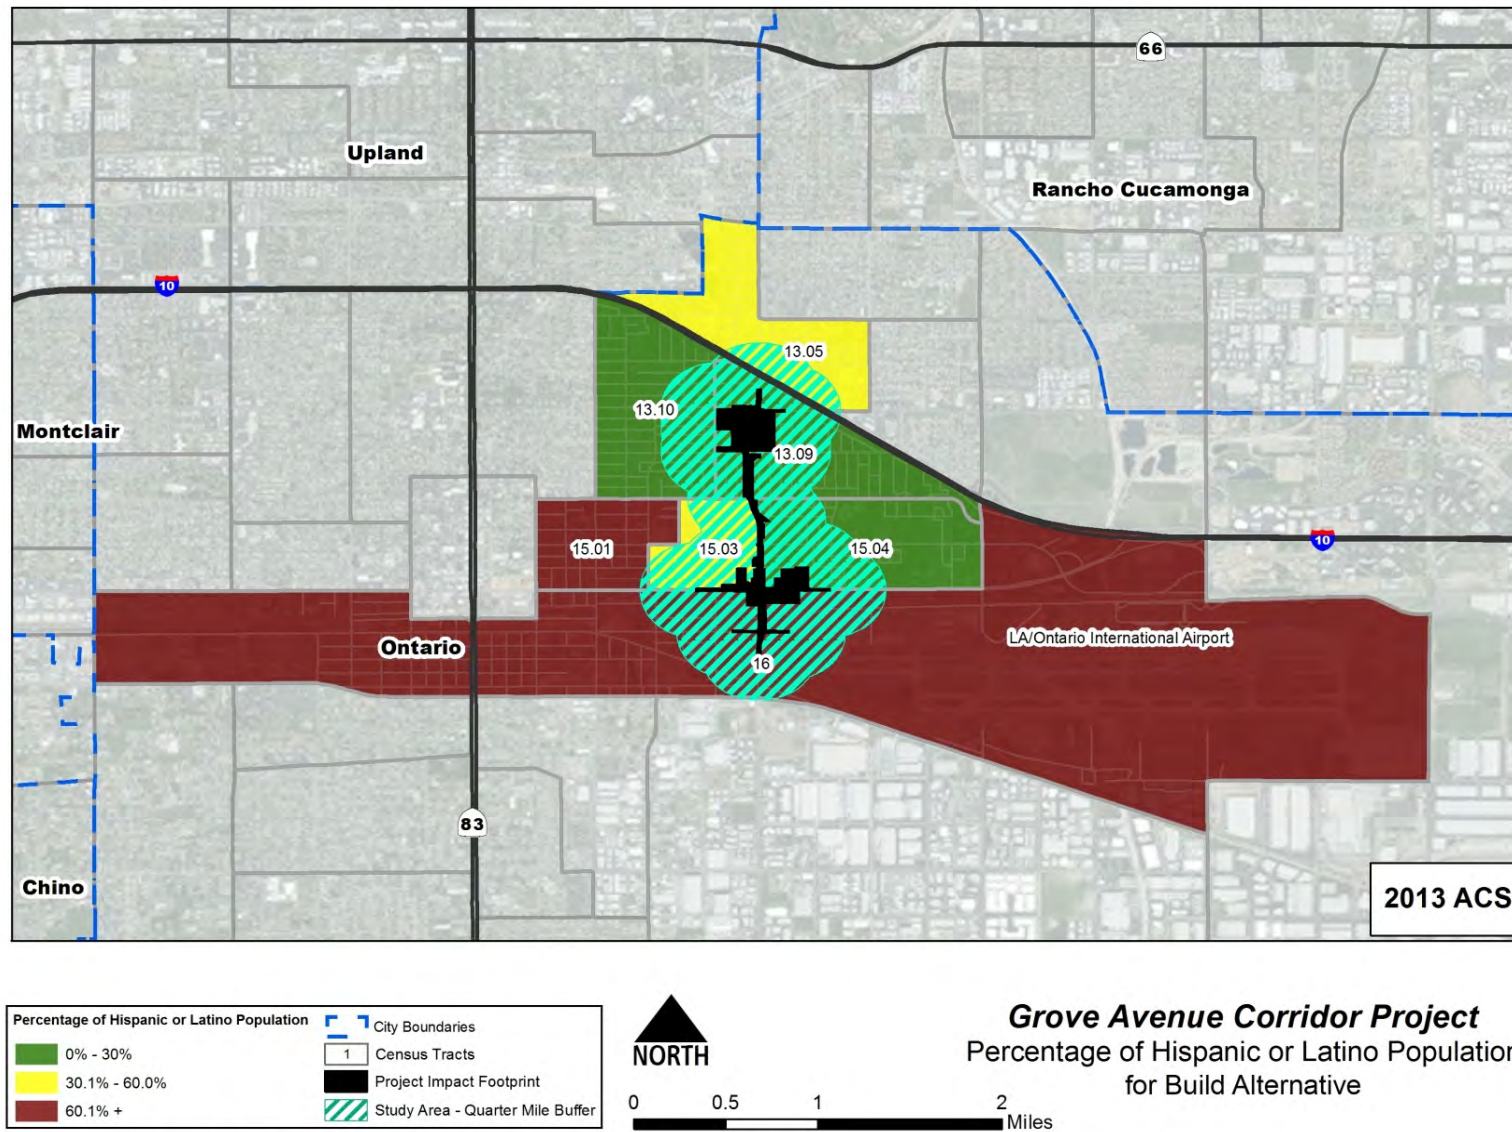 66
Upland
Rancho Cucamonga
10
13.05
13.10
Montclair
13.09
15.01
15.03
15.04
10
LA/Ontario International Airport
Ontario
16
83
Chino
2013 ACS
Percentage of Hispanic or Latino Population
0% - 30%
30.1% - 60.0%
60.1% +
City Boundaries
1 Census Tracts
Project Impact Footprint
Study Area - Quarter Mile Buffer
NORTH
0 0.5 1 2
Miles
Grove Avenue Corridor Project
Percentage of Hispanic or Latino Population
for Build Alternative